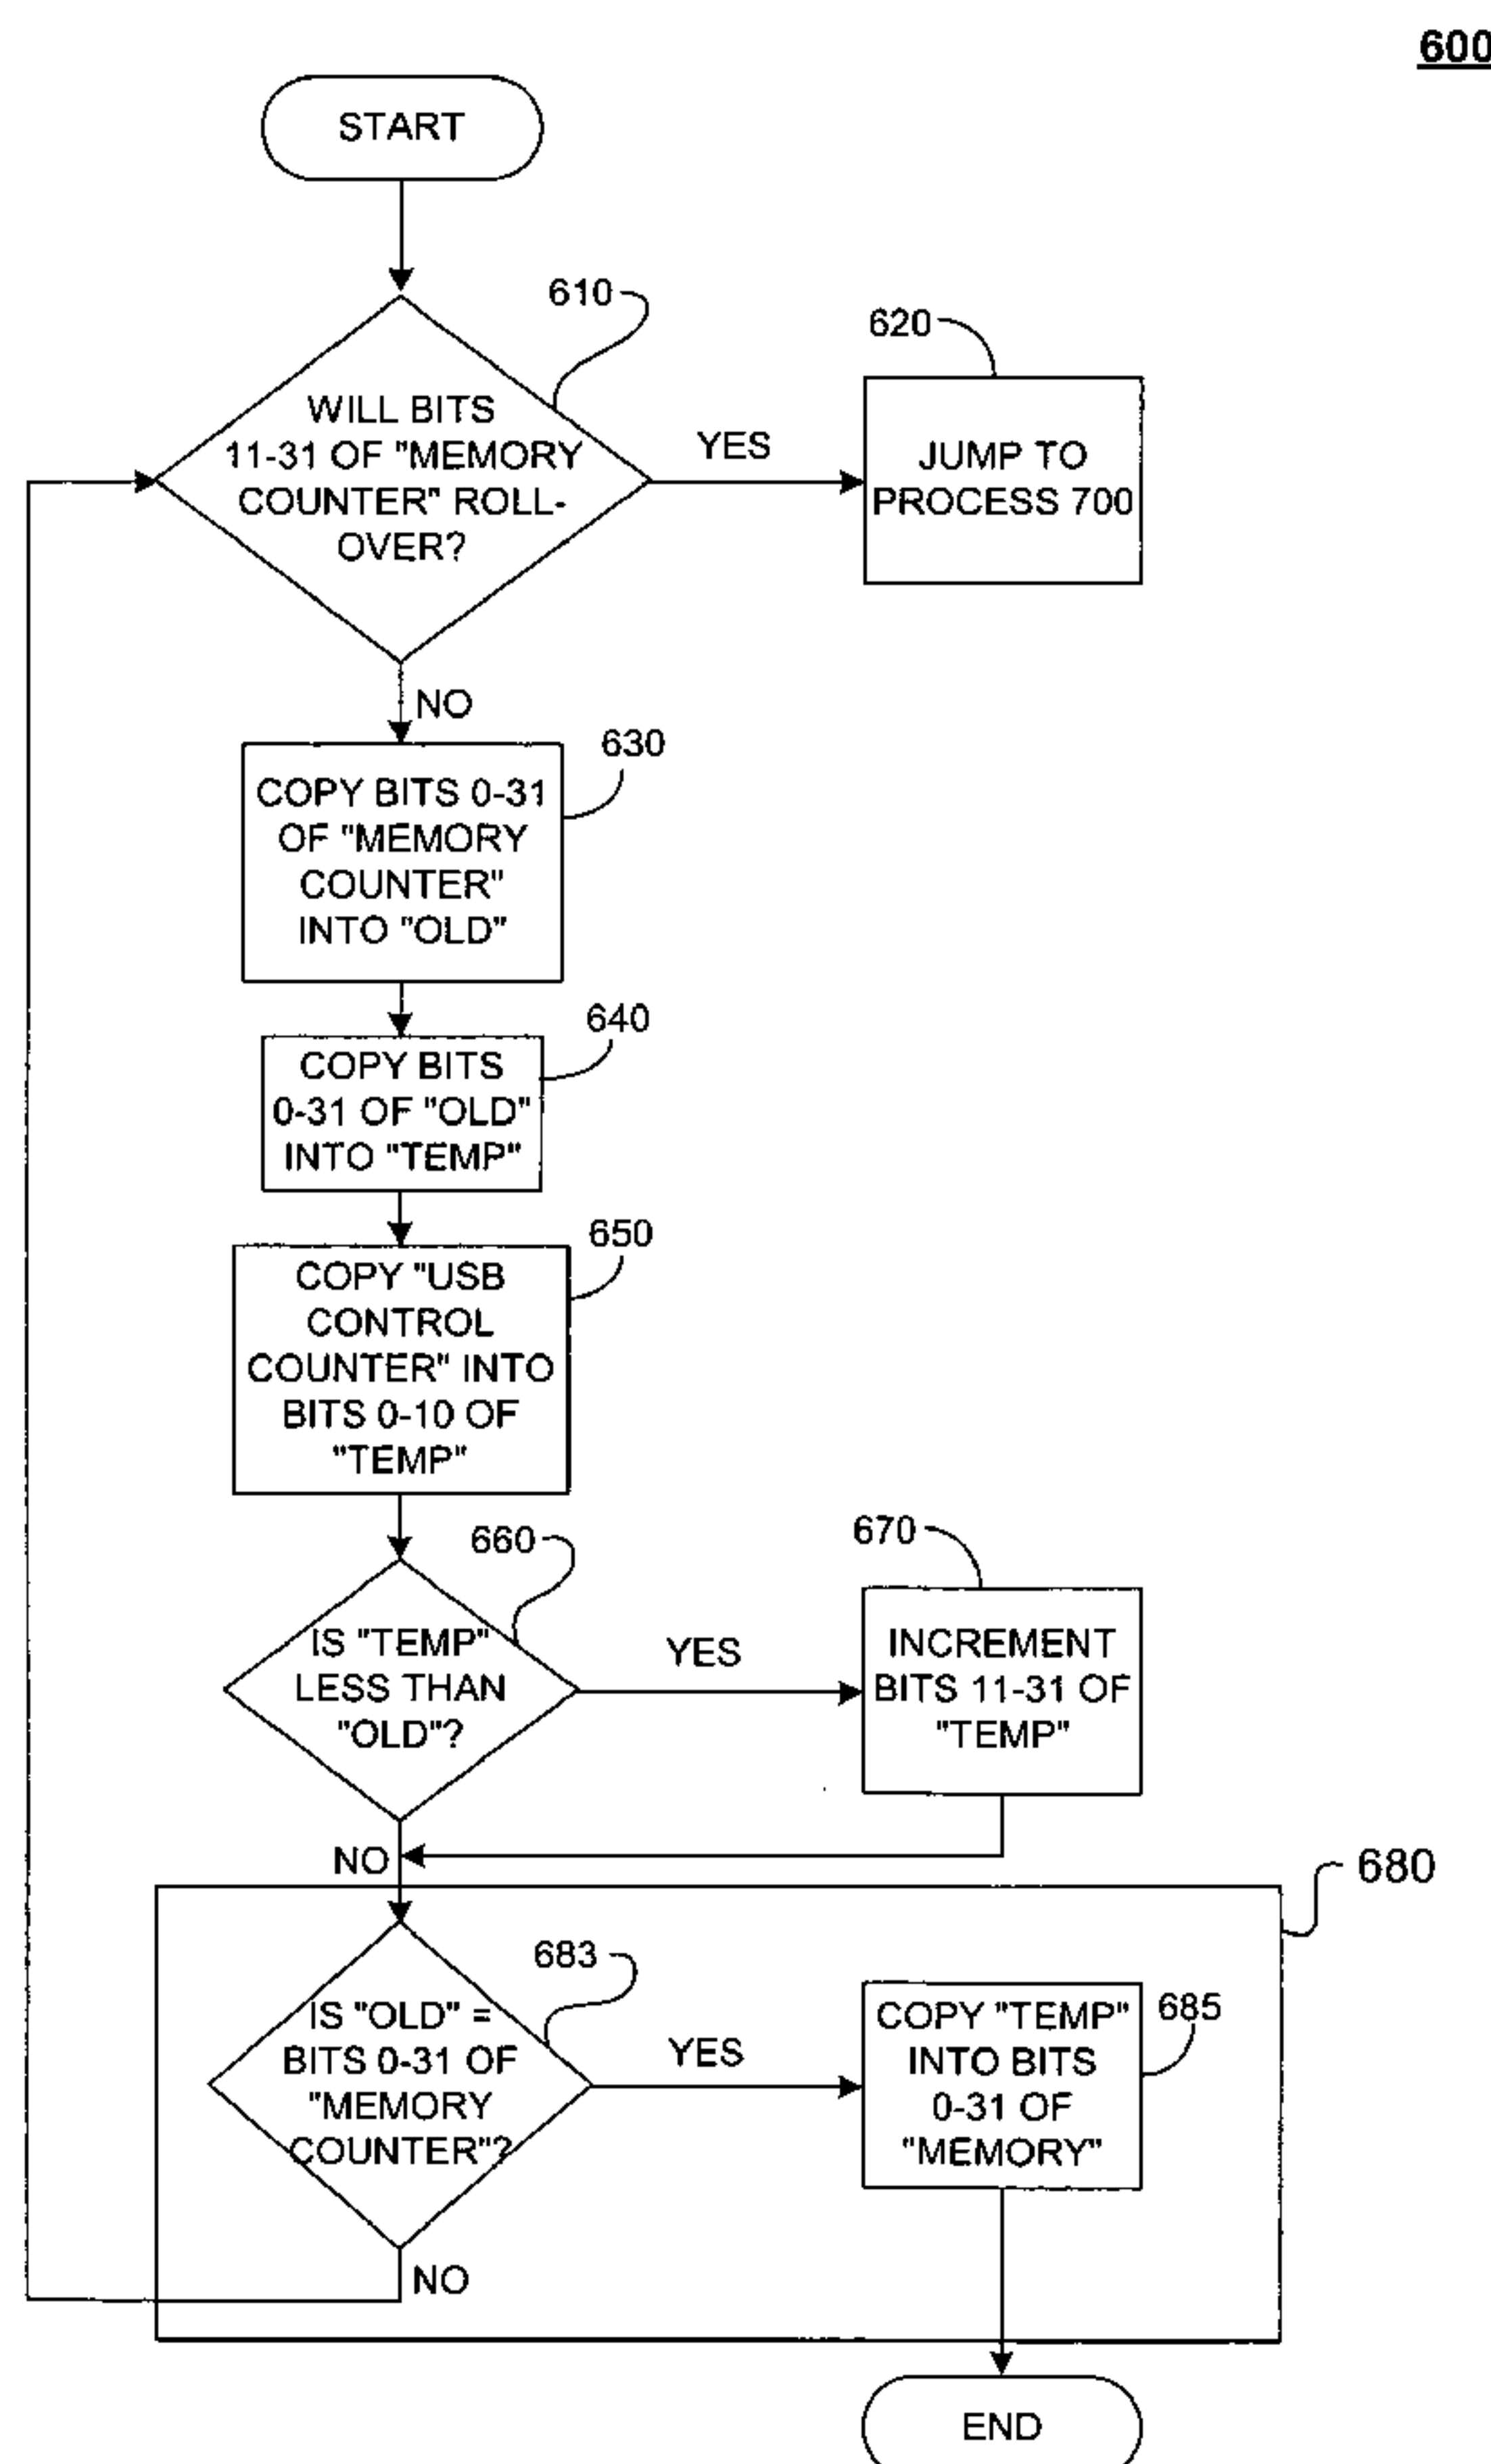 600
START
610
WILL BITS
11-31 OF "MEMORY
COUNTER" ROLL-
OVER?
YES
620
JUMP TO
PROCESS 700
NO
630
COPY BITS 0-31
OF "MEMORY
COUNTER"
INTO "OLD"
640
COPY BITS
0-31 OF "OLD"
INTO "TEMP"
650
COPY "USB
CONTROL
COUNTER" INTO
BITS 0-10 OF
"TEMP"
660
IS "TEMP"
LESS THAN
"OLD"?
YES
670
INCREMENT
BITS 11-31 OF
"TEMP"
NO
680
683
IS "OLD" =
BITS 0-31 OF
"MEMORY
COUNTER"?
YES
685
COPY "TEMP"
INTO BITS
0-31 OF
"MEMORY"
NO
END